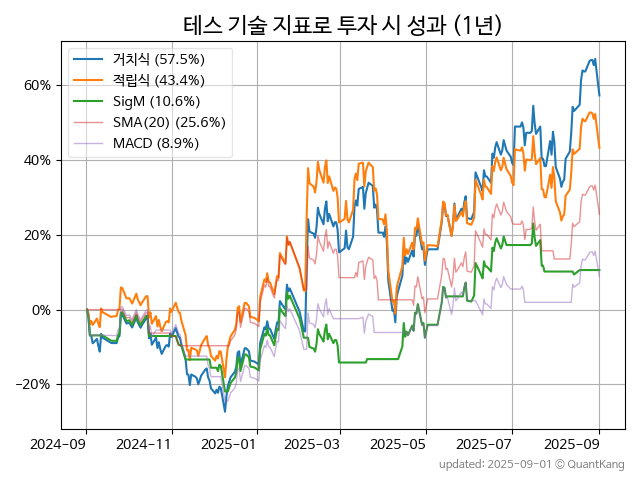 테스 기술 지표로 투자 시 성과 (1년)
거치식 (57.5%)
적립식 (43.4%)
SigM (10.6%)
SMA(20) (25.6%)
MACD (8.9%)
60%
40%
20%
0%
−20%
2024-09 2024-11 2025-01 2025-03 2025-05 2025-07 2025-09
updated: 2025-09-01 © QuantKang